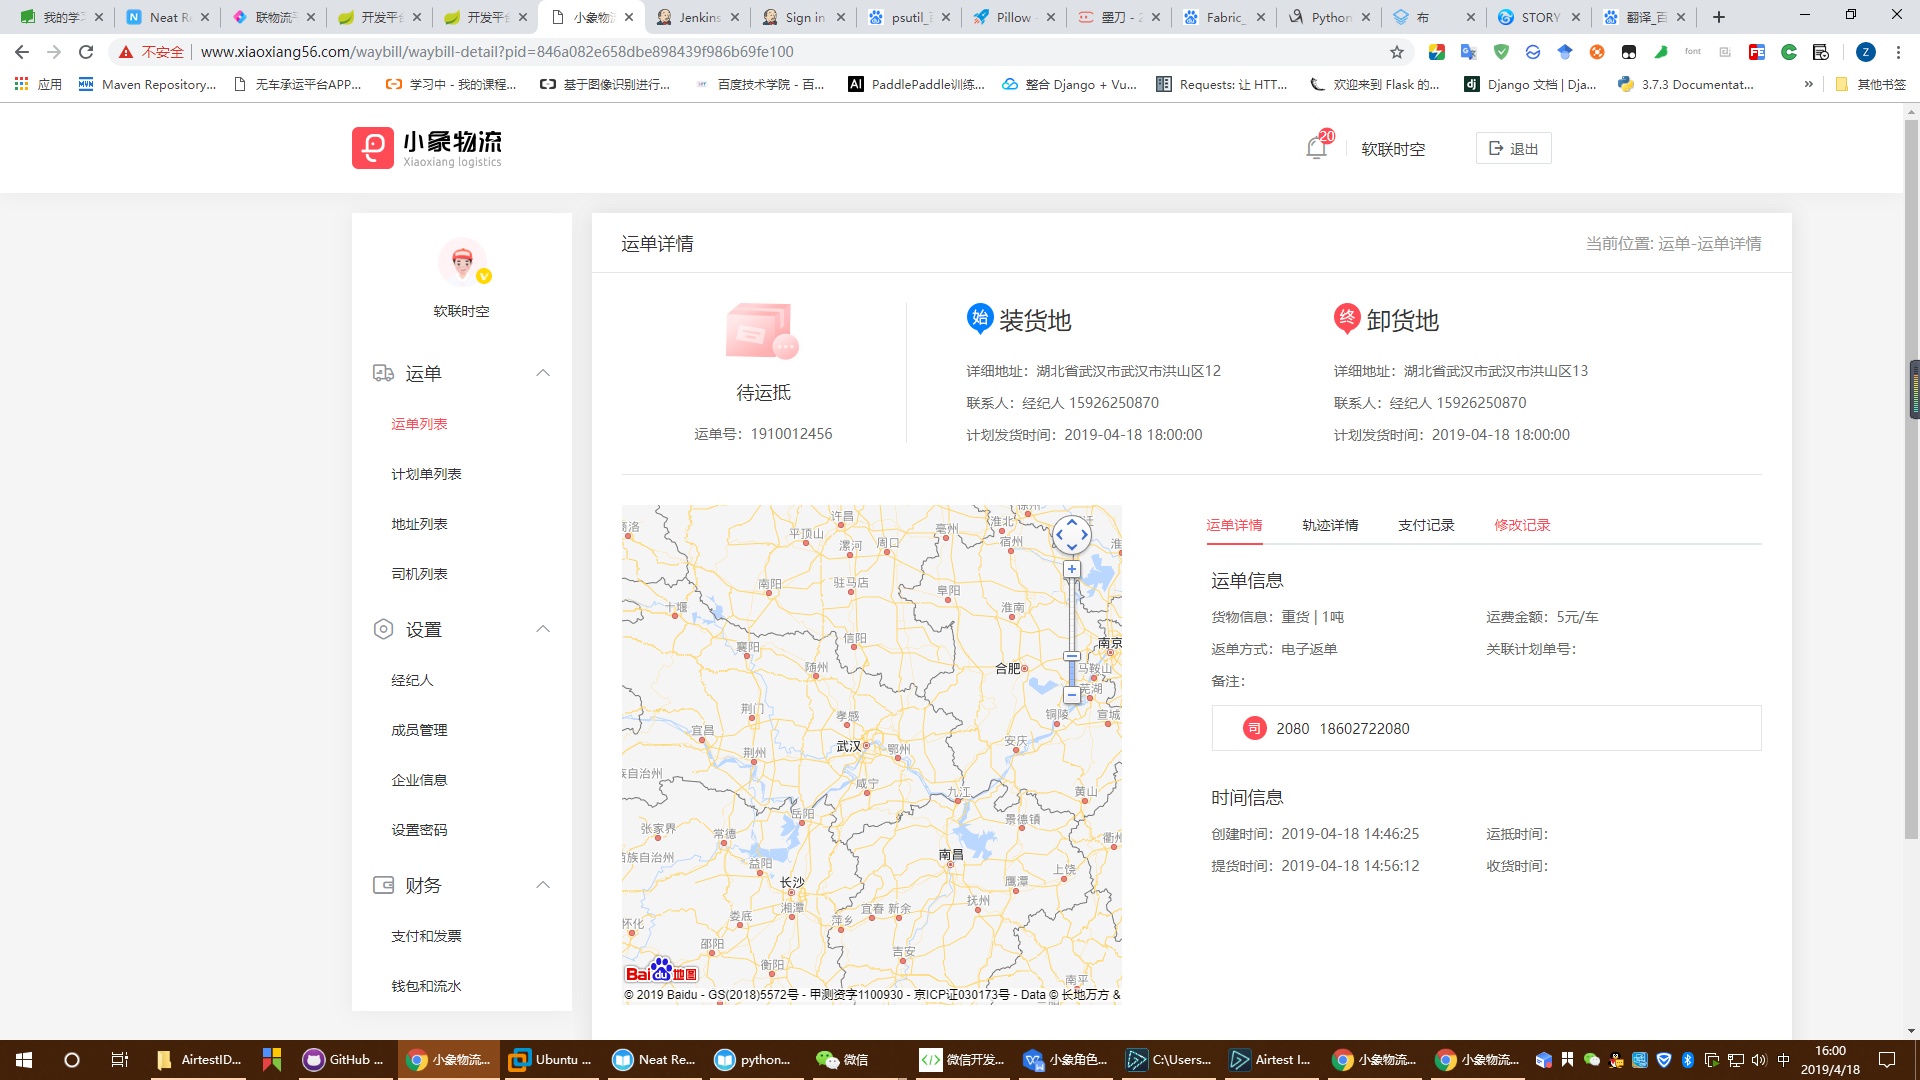 我的学 Neat R 联物流 开发平台 开发平台 小象物流 Jenkins Sign in psutil_ Pillow 墨刀 - Fabric_ Python 布 STORY 翻译_百
不安全 www.xiaoxiang56.com/waybill/waybill-detail?pid=846a082e658dbe898439f986b69fe100
应用 Maven Repository... 无车承运平台APP... 学习中 - 我的课程... 基于图像识别进行... 百度技术学院 - 百... PaddlePaddle训练... 整合 Django + Vu... Requests: 让 HTT... 欢迎来到 Flask 的... Django 文档 | Dja... 3.7.3 Documentat... » 其他书签
小象物流
Xiaoxiang logistics
20 软联时空 退出
软联时空
运单
运单列表
计划单列表
地址列表
司机列表
设置
经纪人
成员管理
企业信息
设置密码
财务
支付和发票
钱包和流水
运单详情 当前位置: 运单-运单详情
待运抵
运单号：1910012456
始 装货地
详细地址：湖北省武汉市武汉市洪山区12
联系人：经纪人 15926250870
计划发货时间：2019-04-18 18:00:00
终 卸货地
详细地址：湖北省武汉市武汉市洪山区13
联系人：经纪人 15926250870
计划发货时间：2019-04-18 18:00:00
商洛 许昌 平顶山 漯河 周口 亳州 淮北 宿州
南阳 驻马店 阜阳 淮南 十堰
襄阳 信阳 随州 合肥 南京 马鞍山 芜湖
荆门 孝感 铜陵 宣城
宜昌 荆州 武汉 鄂州 安庆
族自治州 咸宁 九江 黄山
岳阳 景德镇 张家界 常德 衢州
苗族自治州 益阳 南昌 上饶
长沙 鹰潭 湘潭 宜春 新余 抚州
怀化 娄底 萍乡 邵阳 吉安 衡阳 南平
Bai du 地图
© 2019 Baidu - GS(2018)5572号 - 甲测资字1100930 - 京ICP证030173号 - Data © 长地万方 &
运单详情 轨迹详情 支付记录 修改记录
运单信息
货物信息：重货 | 1吨 运费金额：5元/车
返单方式：电子返单 关联计划单号：
备注：
司 2080 18602722080
时间信息
创建时间：2019-04-18 14:46:25 运抵时间：
提货时间：2019-04-18 14:56:12 收货时间：
AirtestID... GitHub ... 小象物流... Ubuntu ... Neat Re... python... 微信 微信开发... 小象角色... C:\Users... Airtest I... 小象物流... 小象物流... 中 16:00
2019/4/18